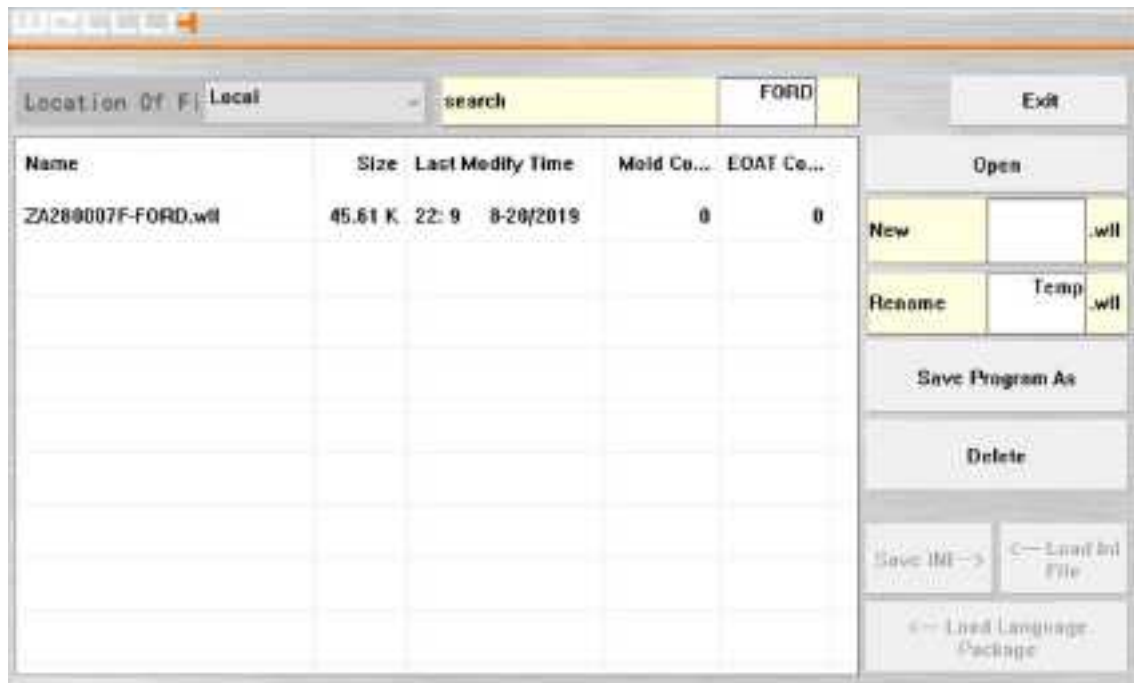 WELLLi
Location Of Fi Local search FORD Exit
Name Size Last Modify Time Mold Co... EOAT Co... Open
ZA280007F-FORD.wll 45.61 K 22: 9 8-20/2019 0 0
New .wll
Rename Temp .wll
Save Program As
Delete
Save INI-->
<--Load Ini
File
<-- Load Language
Package